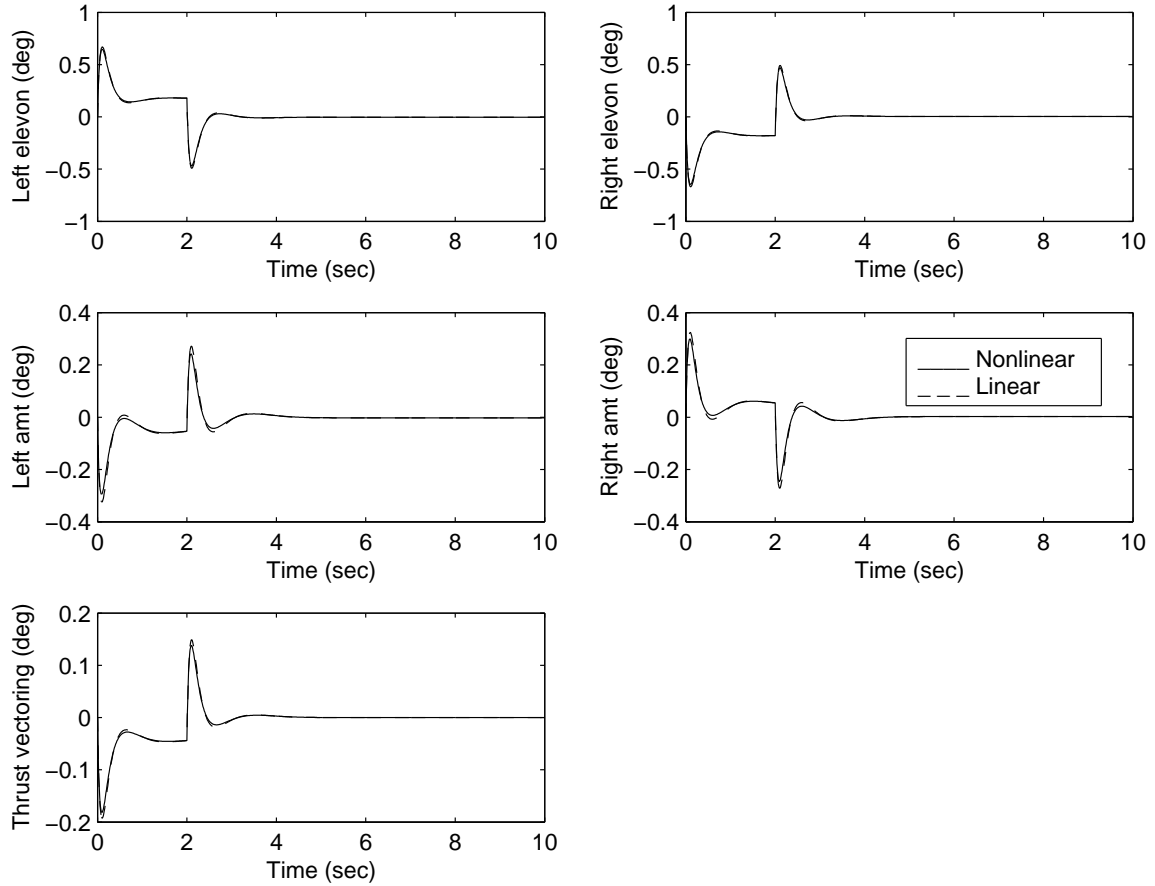 1
0.5
0
−0.5
−1
Left elevon (deg)
0 2 4 6 8 10
Time (sec)
1
0.5
0
−0.5
−1
Right elevon (deg)
0 2 4 6 8 10
Time (sec)
0.4
0.2
0
−0.2
−0.4
Left amt (deg)
0 2 4 6 8 10
Time (sec)
0.4
0.2
0
−0.2
−0.4
Right amt (deg)
Nonlinear
Linear
0 2 4 6 8 10
Time (sec)
0.2
0.1
0
−0.1
−0.2
Thrust vectoring (deg)
0 2 4 6 8 10
Time (sec)